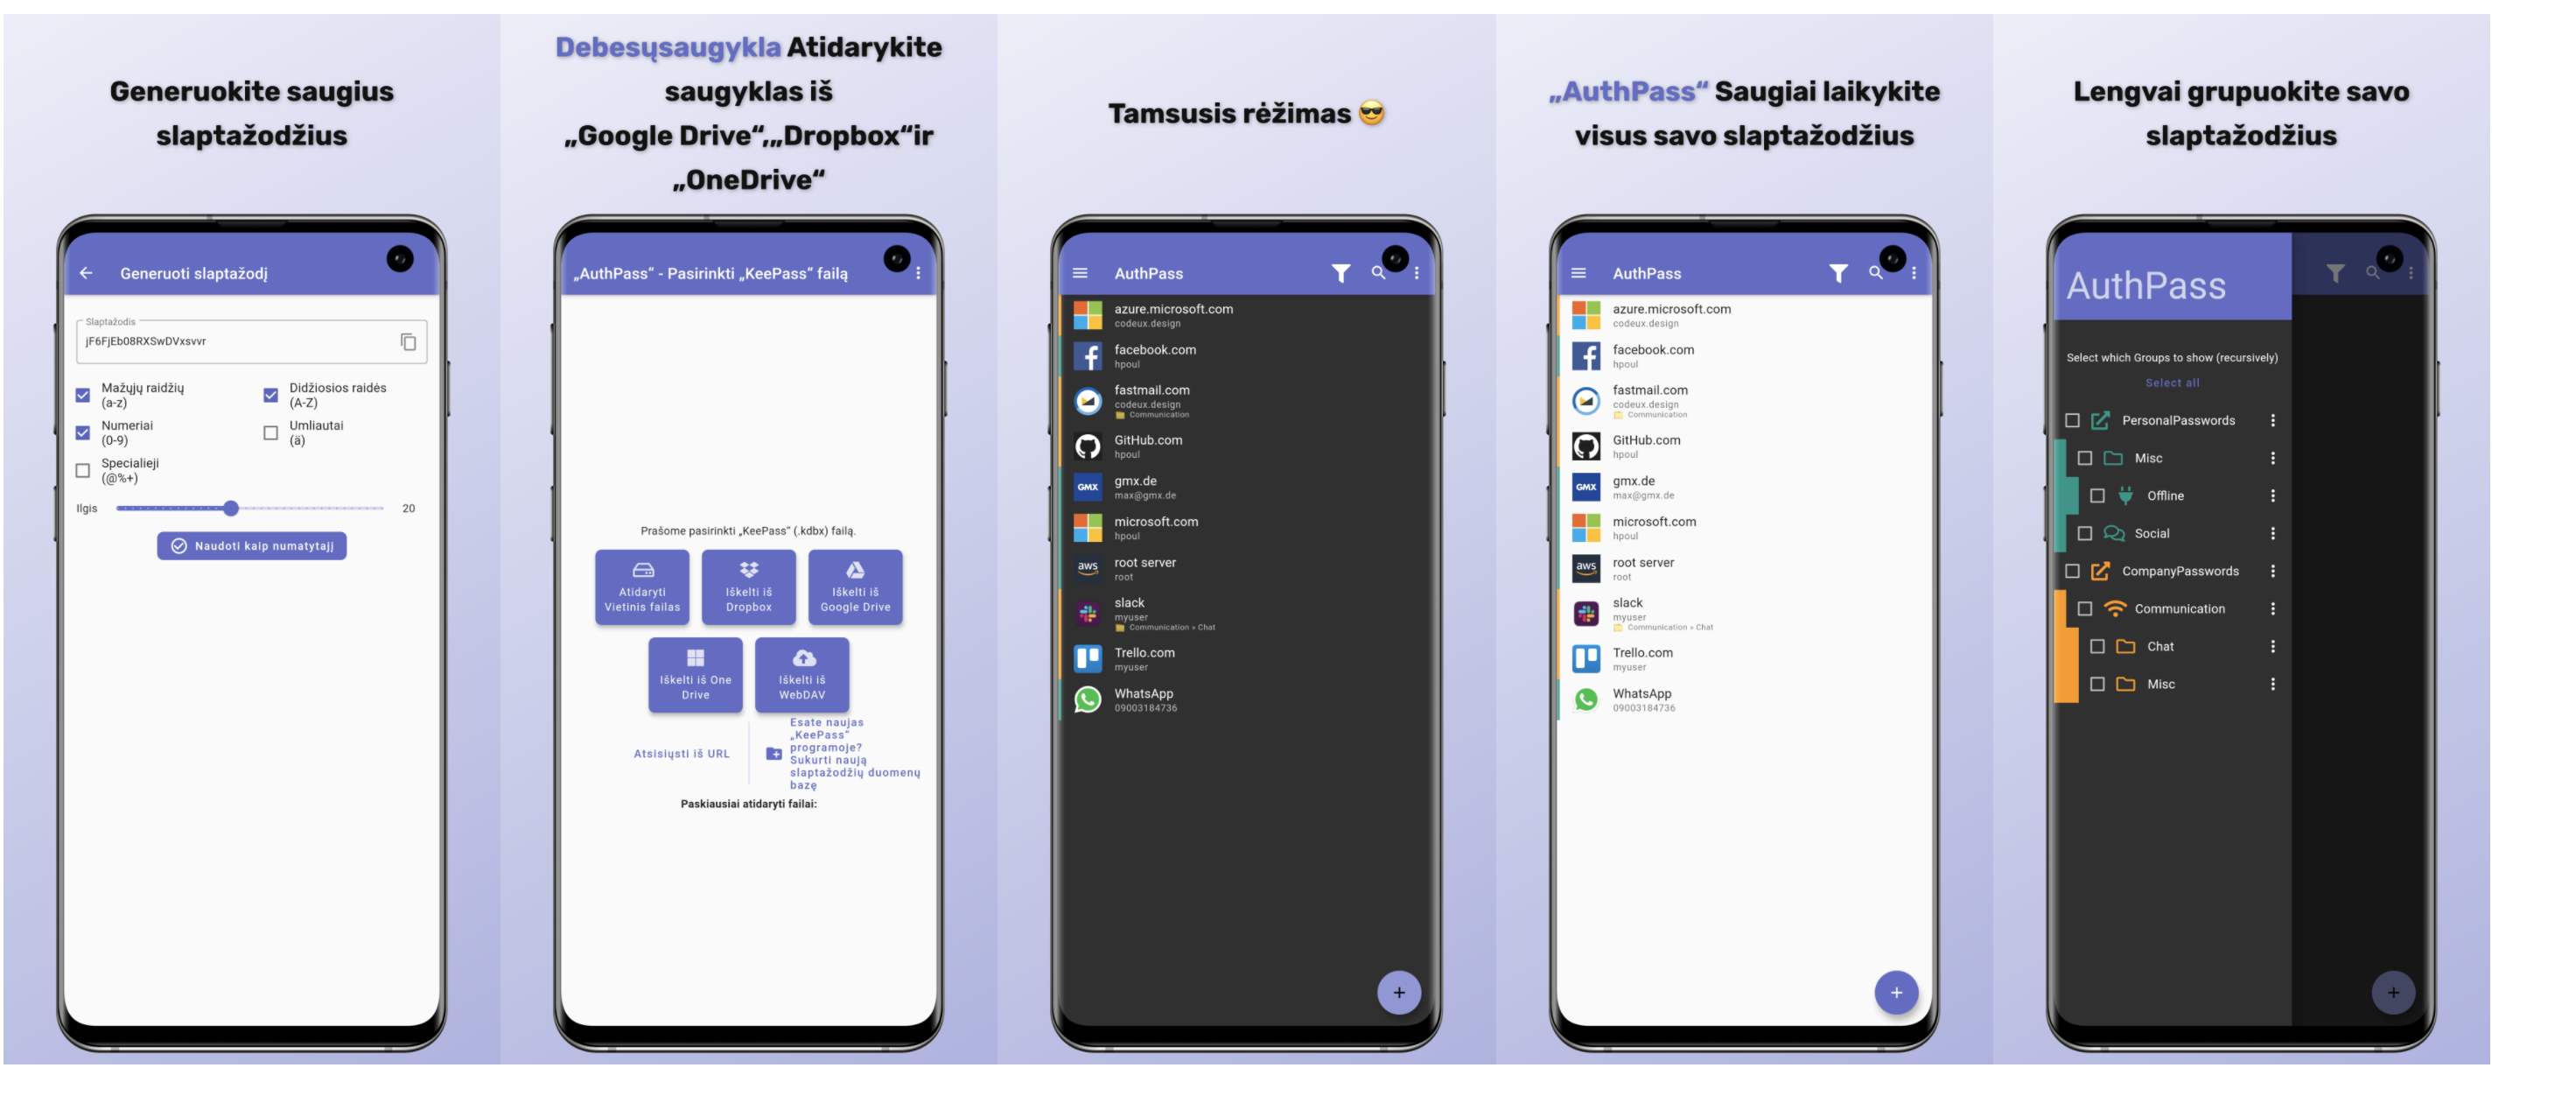 Generuokite saugius
slaptažodžius
Generuoti slaptažodį
Slaptažodis
jF6FjEb08RXSwDVxsvvr
Mažųjų raidžių
(a-z)
Didžiosios raidės
(A-Z)
Numeriai
(0-9)
Umliautai
(ä)
Specialieji
(@%+)
Ilgis
20
Naudoti kaip numatytąjį
Debesųsaugykla Atidarykite
saugyklas iš
„Google Drive“,„Dropbox“ir
„OneDrive“
„AuthPass“ - Pasirinkti „KeePass“ failą
Prašome pasirinkti „KeePass“ (.kdbx) failą.
Atidaryti
Vietinis failas
Iškelti iš
Dropbox
Iškelti iš
Google Drive
Iškelti iš One
Drive
Iškelti iš
WebDAV
Atsisiųsti iš URL
Esate naujas
„KeePass“
programoje?
Sukurti naują
slaptažodžių duomenų
bazę
Paskiausiai atidaryti failai:
Tamsusis rėžimas 😎
AuthPass
azure.microsoft.com
codeux.design
facebook.com
hpoul
fastmail.com
codeux.design
Communication
GitHub.com
hpoul
GMX
gmx.de
max@gmx.de
microsoft.com
hpoul
aws
root server
root
slack
myuser
Communication » Chat
Trello.com
myuser
WhatsApp
09003184736
„AuthPass“ Saugiai laikykite
visus savo slaptažodžius
AuthPass
azure.microsoft.com
codeux.design
facebook.com
hpoul
fastmail.com
codeux.design
Communication
GitHub.com
hpoul
GMX
gmx.de
max@gmx.de
microsoft.com
hpoul
aws
root server
root
slack
myuser
Communication » Chat
Trello.com
myuser
WhatsApp
09003184736
Lengvai grupuokite savo
slaptažodžius
AuthPass
Select which Groups to show (recursively)
Select all
PersonalPasswords
Misc
Offline
Social
CompanyPasswords
Communication
Chat
Misc